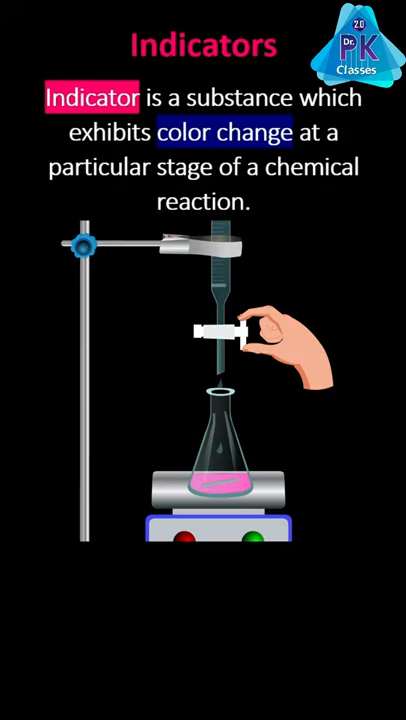 Indicators
2.0
Dr.
PK
Classes
Indicator is a substance which
exhibits color change at a
particular stage of a chemical
reaction.